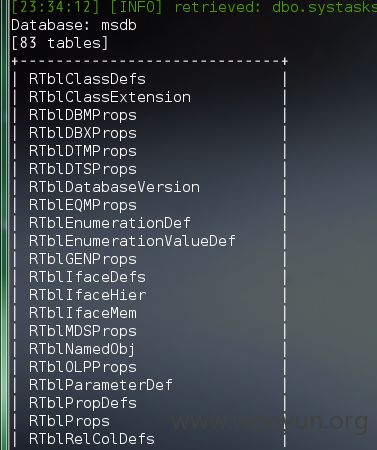 [23:34:12] [INFO] retrieved: dbo.systasks
Database: msdb
[83 tables]
+-----------------------------+
| RTblClassDefs |
| RTblClassExtension |
| RTblDBMProps |
| RTblDBXProps |
| RTblDTMProps |
| RTblDTSProps |
| RTblDatabaseVersion |
| RTblEQMProps |
| RTblEnumerationDef |
| RTblEnumerationValueDef |
| RTblGENProps |
| RTblIfaceDefs |
| RTblIfaceHier |
| RTblIfaceMem |
| RTblMDSProps |
| RTblNamedObj |
| RTblOLPProps |
| RTblParameterDef |
| RTblPropDefs |
| RTblProps |
| RTblRelColDefs |
www.wooyun.org